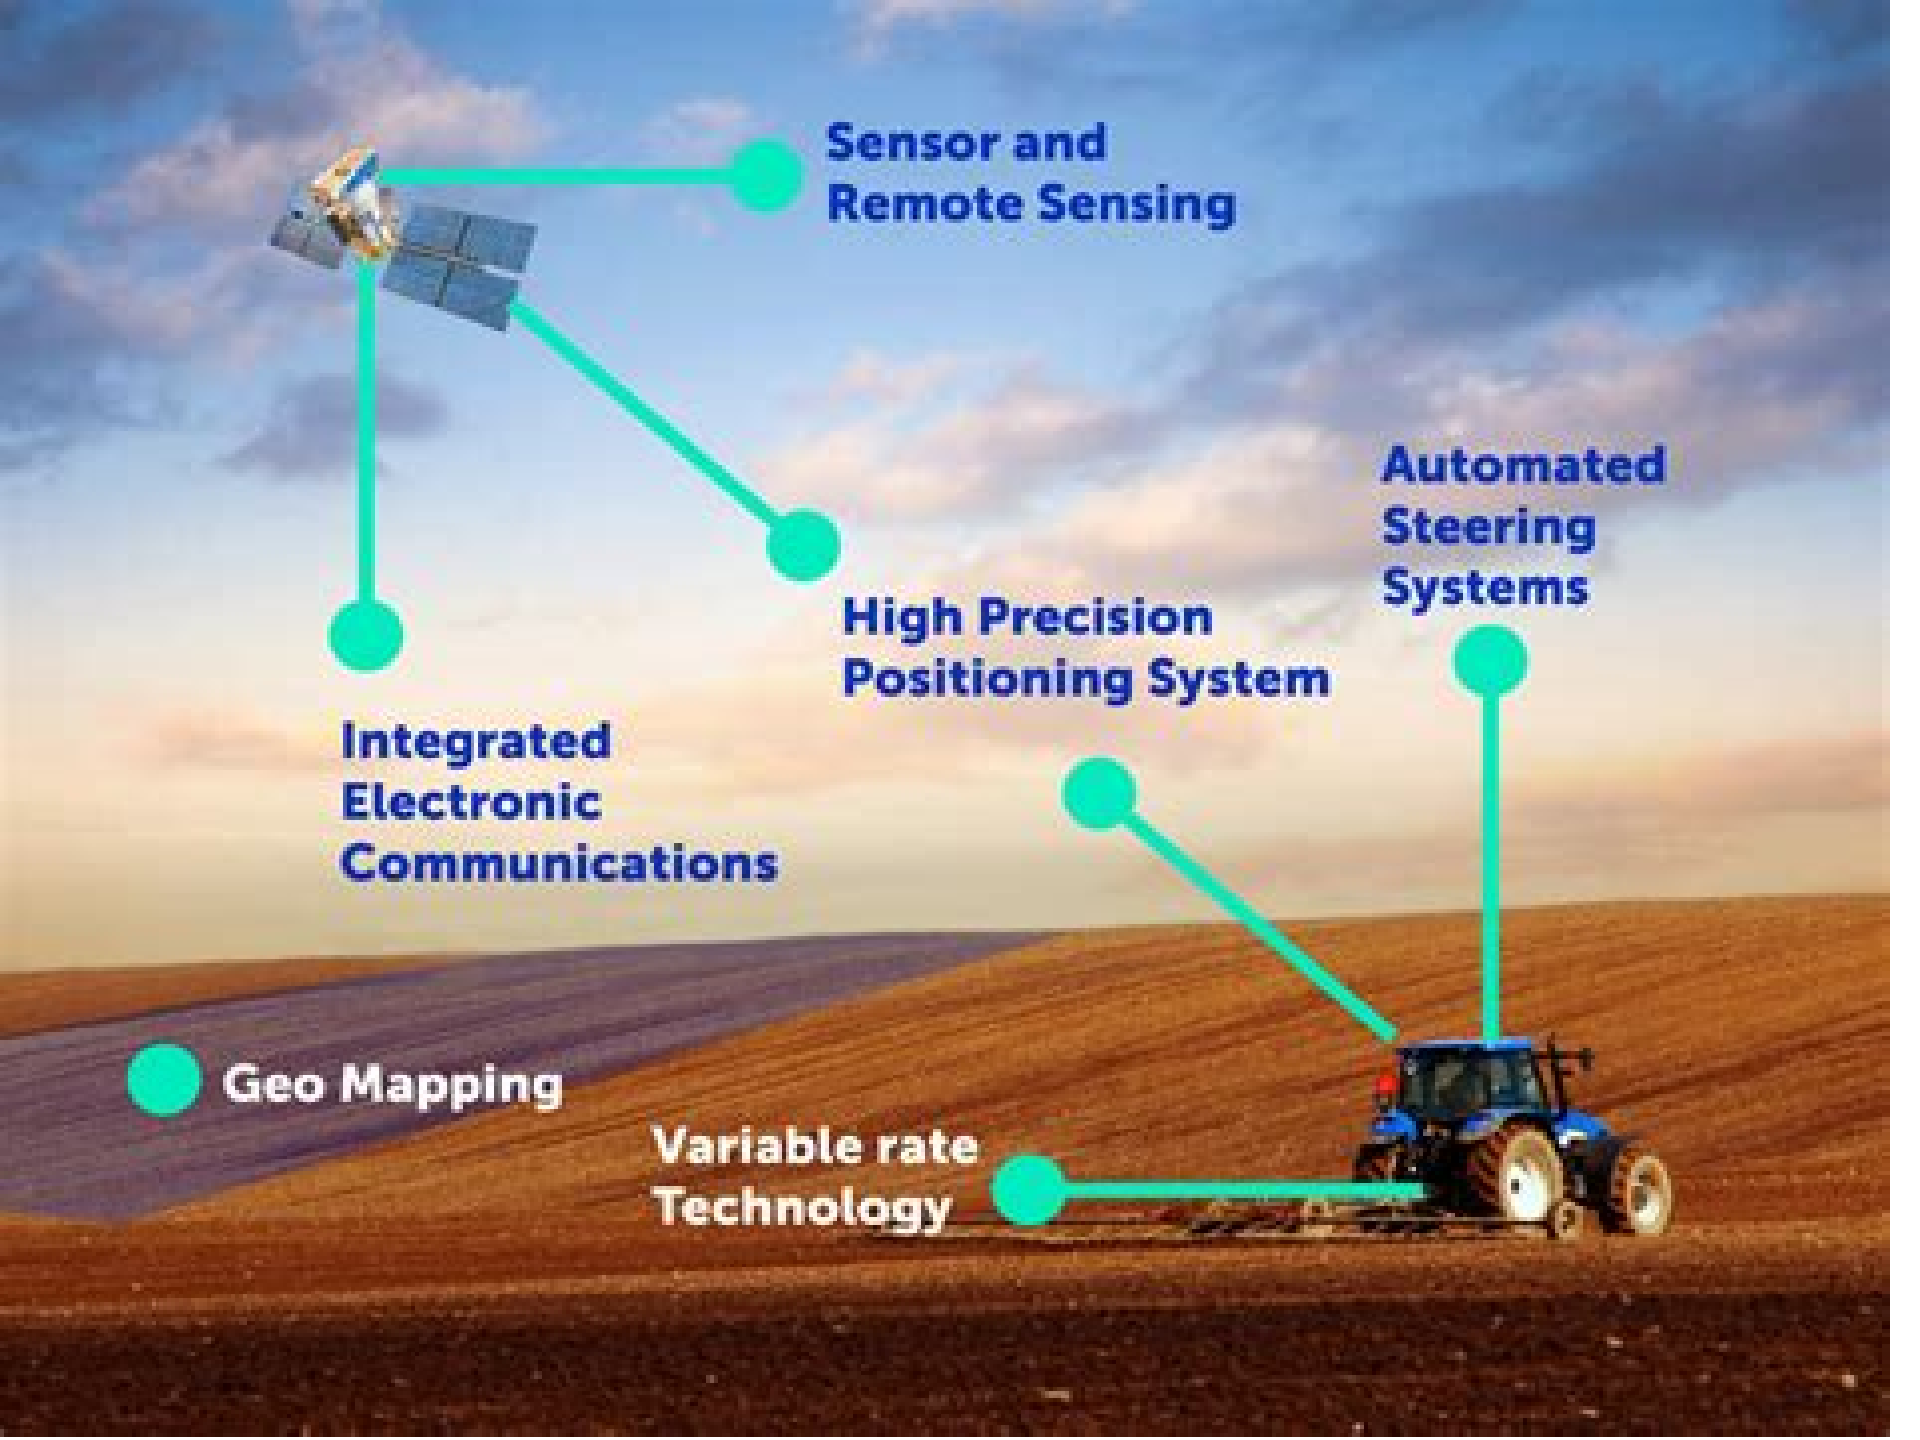 Sensor and
Remote Sensing
Automated
Steering
Systems
High Precision
Positioning System
Integrated
Electronic
Communications
Geo Mapping
Variable rate
Technology